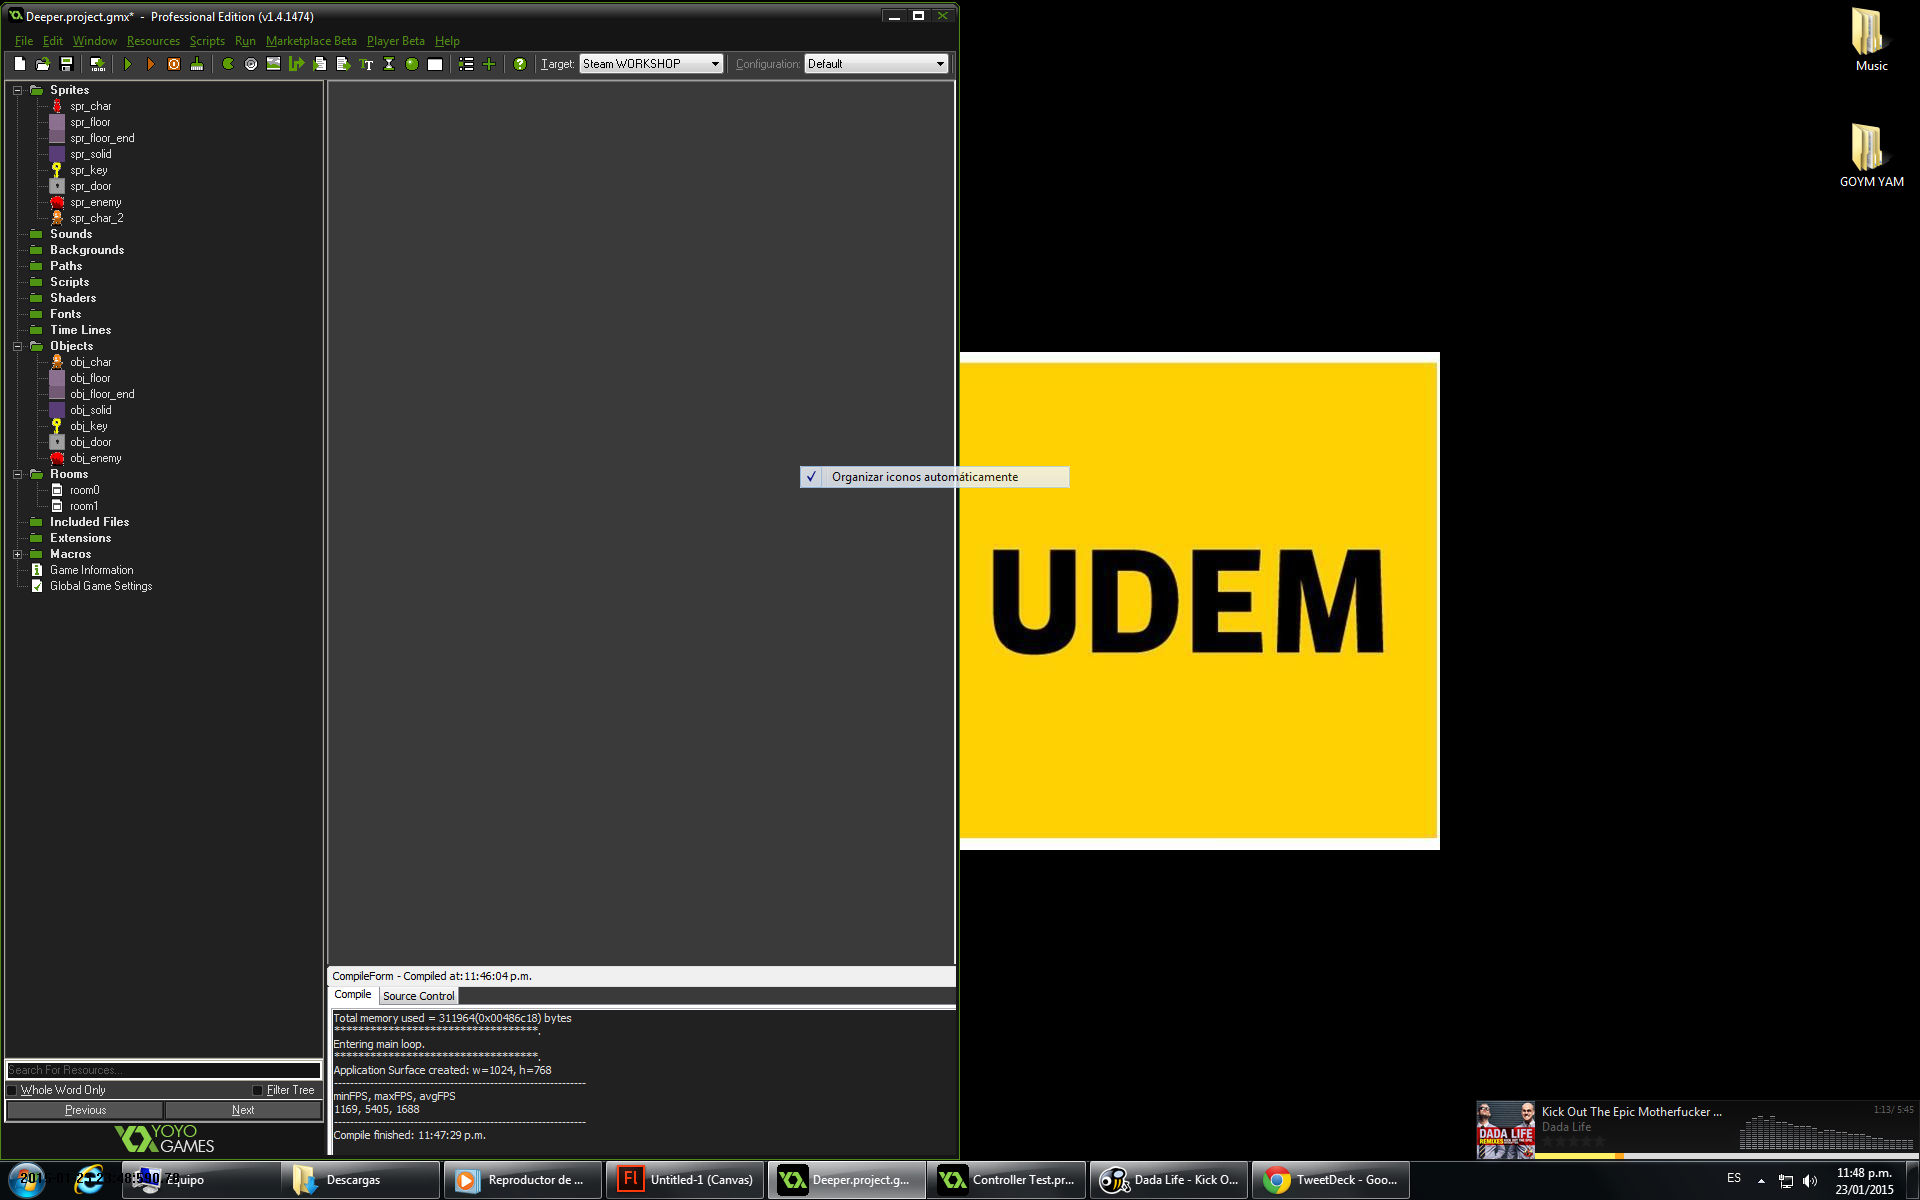 Deeper.project.gmx* - Professional Edition (v1.4.1474)
File Edit Window Resources Scripts Run Marketplace Beta Player Beta Help
Target: Steam WORKSHOP Configuration: Default
Sprites
spr_char
spr_floor
spr_floor_end
spr_solid
spr_key
spr_door
spr_enemy
spr_char_2
Sounds
Backgrounds
Paths
Scripts
Shaders
Fonts
Time Lines
Objects
obj_char
obj_floor
obj_floor_end
obj_solid
obj_key
obj_door
obj_enemy
Rooms
room0
room1
Included Files
Extensions
Macros
Game Information
Global Game Settings
Search For Resources...
Whole Word Only Filter Tree
Previous Next
YOYO
GAMES
CompileForm - Compiled at: 11:46:04 p.m.
Compile Source Control
Total memory used = 311964(0x00486c18) bytes
**********************************.
Entering main loop.
**********************************.
Application Surface created: w=1024, h=768
---------------------------------------------------------------
minFPS, maxFPS, avgFPS
1169, 5405, 1688
---------------------------------------------------------------
Compile finished: 11:47:29 p.m.
Organizar iconos automáticamente
UDEM
Music
GOYM YAM
Kick Out The Epic Motherfucker ...
1:13/ 5:45
Dada Life
DADA LIFE
Equipo
Descargas
Reproductor de ...
Fl Untitled-1 (Canvas)
Deeper.project.g...
Controller Test.pr...
Dada Life - Kick O...
TweetDeck - Goo...
ES
11:48 p.m.
23/01/2015